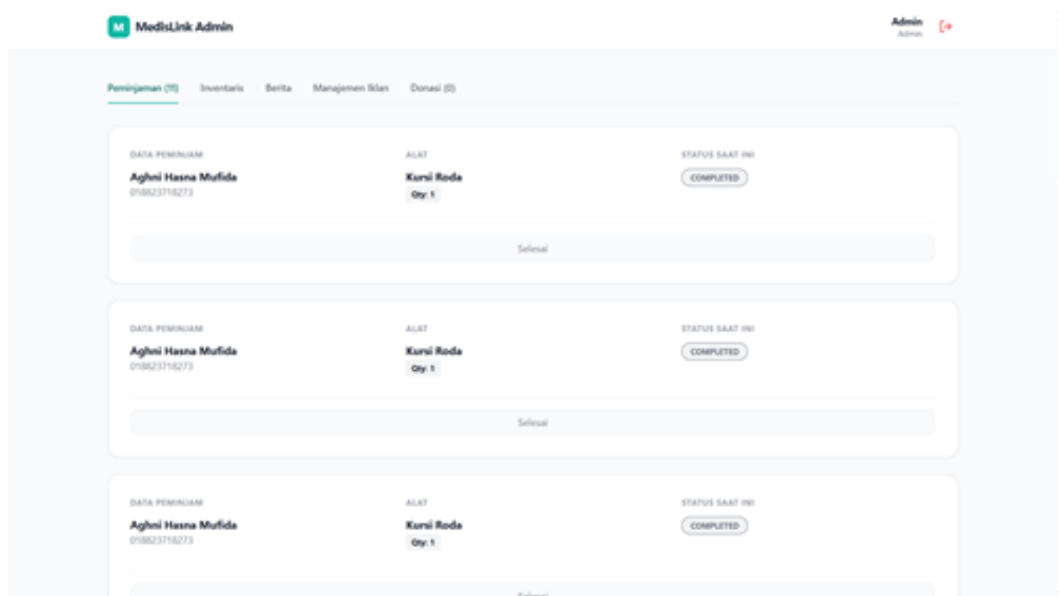 M MedisLink Admin
Admin
Admin
Peminjaman (11) Inventaris Berita Manajemen Iklan Donasi (0)
DATA PEMINJAM ALAT STATUS SAAT INI
Aghni Hasna Mufida Kursi Roda COMPLETED
018823718273 Qty: 1
Selesai
DATA PEMINJAM ALAT STATUS SAAT INI
Aghni Hasna Mufida Kursi Roda COMPLETED
018823718273 Qty: 1
Selesai
DATA PEMINJAM ALAT STATUS SAAT INI
Aghni Hasna Mufida Kursi Roda COMPLETED
018823718273 Qty: 1
Selesai